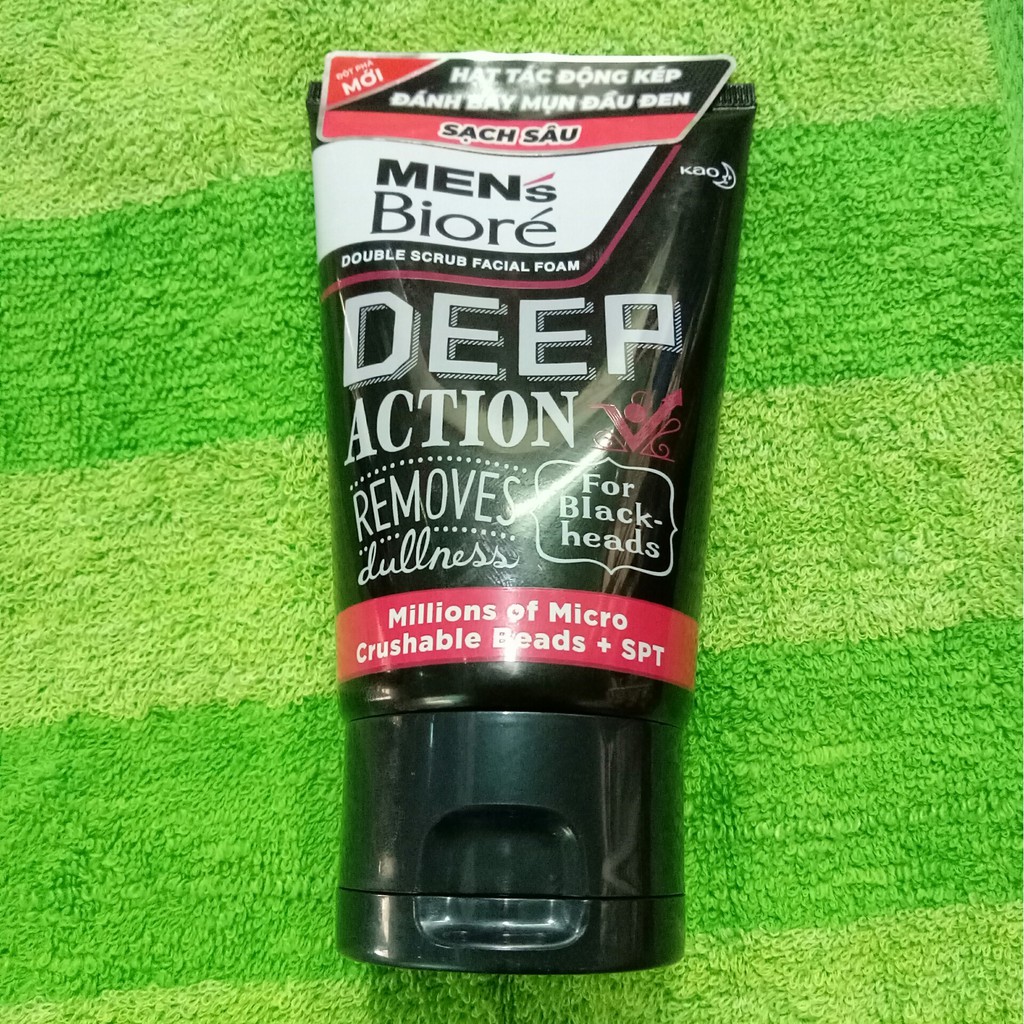 ĐỘT PHÁ
MỚI
HẠT TÁC ĐỘNG KÉP
ĐÁNH BẬY MỤN ĐẦU ĐEN
SẠCH SÂU
Kao
MEN's
Bioré
DOUBLE SCRUB FACIAL FOAM
DEEP
ACTION
REMOVES
dullness
For
Black-
heads
Millions of Micro
Crushable Beads + SPT